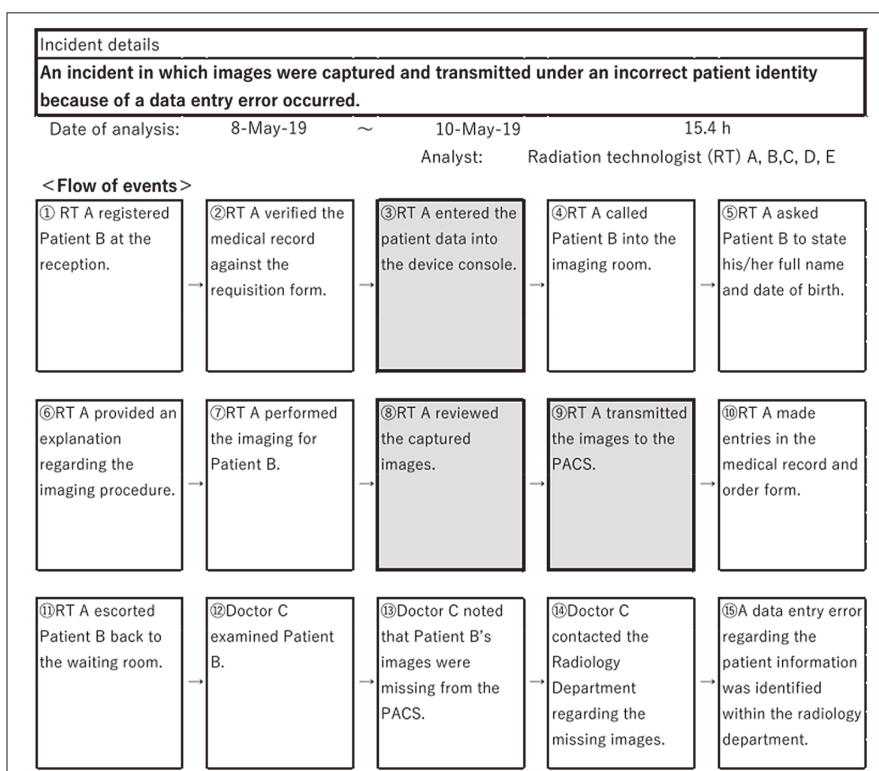 Incident details
An incident in which images were captured and transmitted under an incorrect patient identity
because of a data entry error occurred.
Date of analysis: 8-May-19 ～ 10-May-19 15.4 h
Analyst: Radiation technologist (RT) A, B,C, D, E
＜Flow of events＞
① RT A registered
Patient B at the
reception.
→
②RT A verified the
medical record
against the
requisition form.
→
③RT A entered the
patient data into
the device console.
→
④RT A called
Patient B into the
imaging room.
→
⑤RT A asked
Patient B to state
his/her full name
and date of birth.
⑥RT A provided an
explanation
regarding the
imaging procedure.
→
⑦RT A performed
the imaging for
Patient B.
→
⑧RT A reviewed
the captured
images.
→
⑨RT A transmitted
the images to the
PACS.
→
⑩RT A made
entries in the
medical record and
order form.
⑪RT A escorted
Patient B back to
the waiting room.
→
⑫Doctor C
examined Patient
B.
→
⑬Doctor C noted
that Patient B's
images were
missing from the
PACS.
→
⑭Doctor C
contacted the
Radiology
Department
regarding the
missing images.
→
⑮A data entry error
regarding the
patient information
was identified
within the radiology
department.